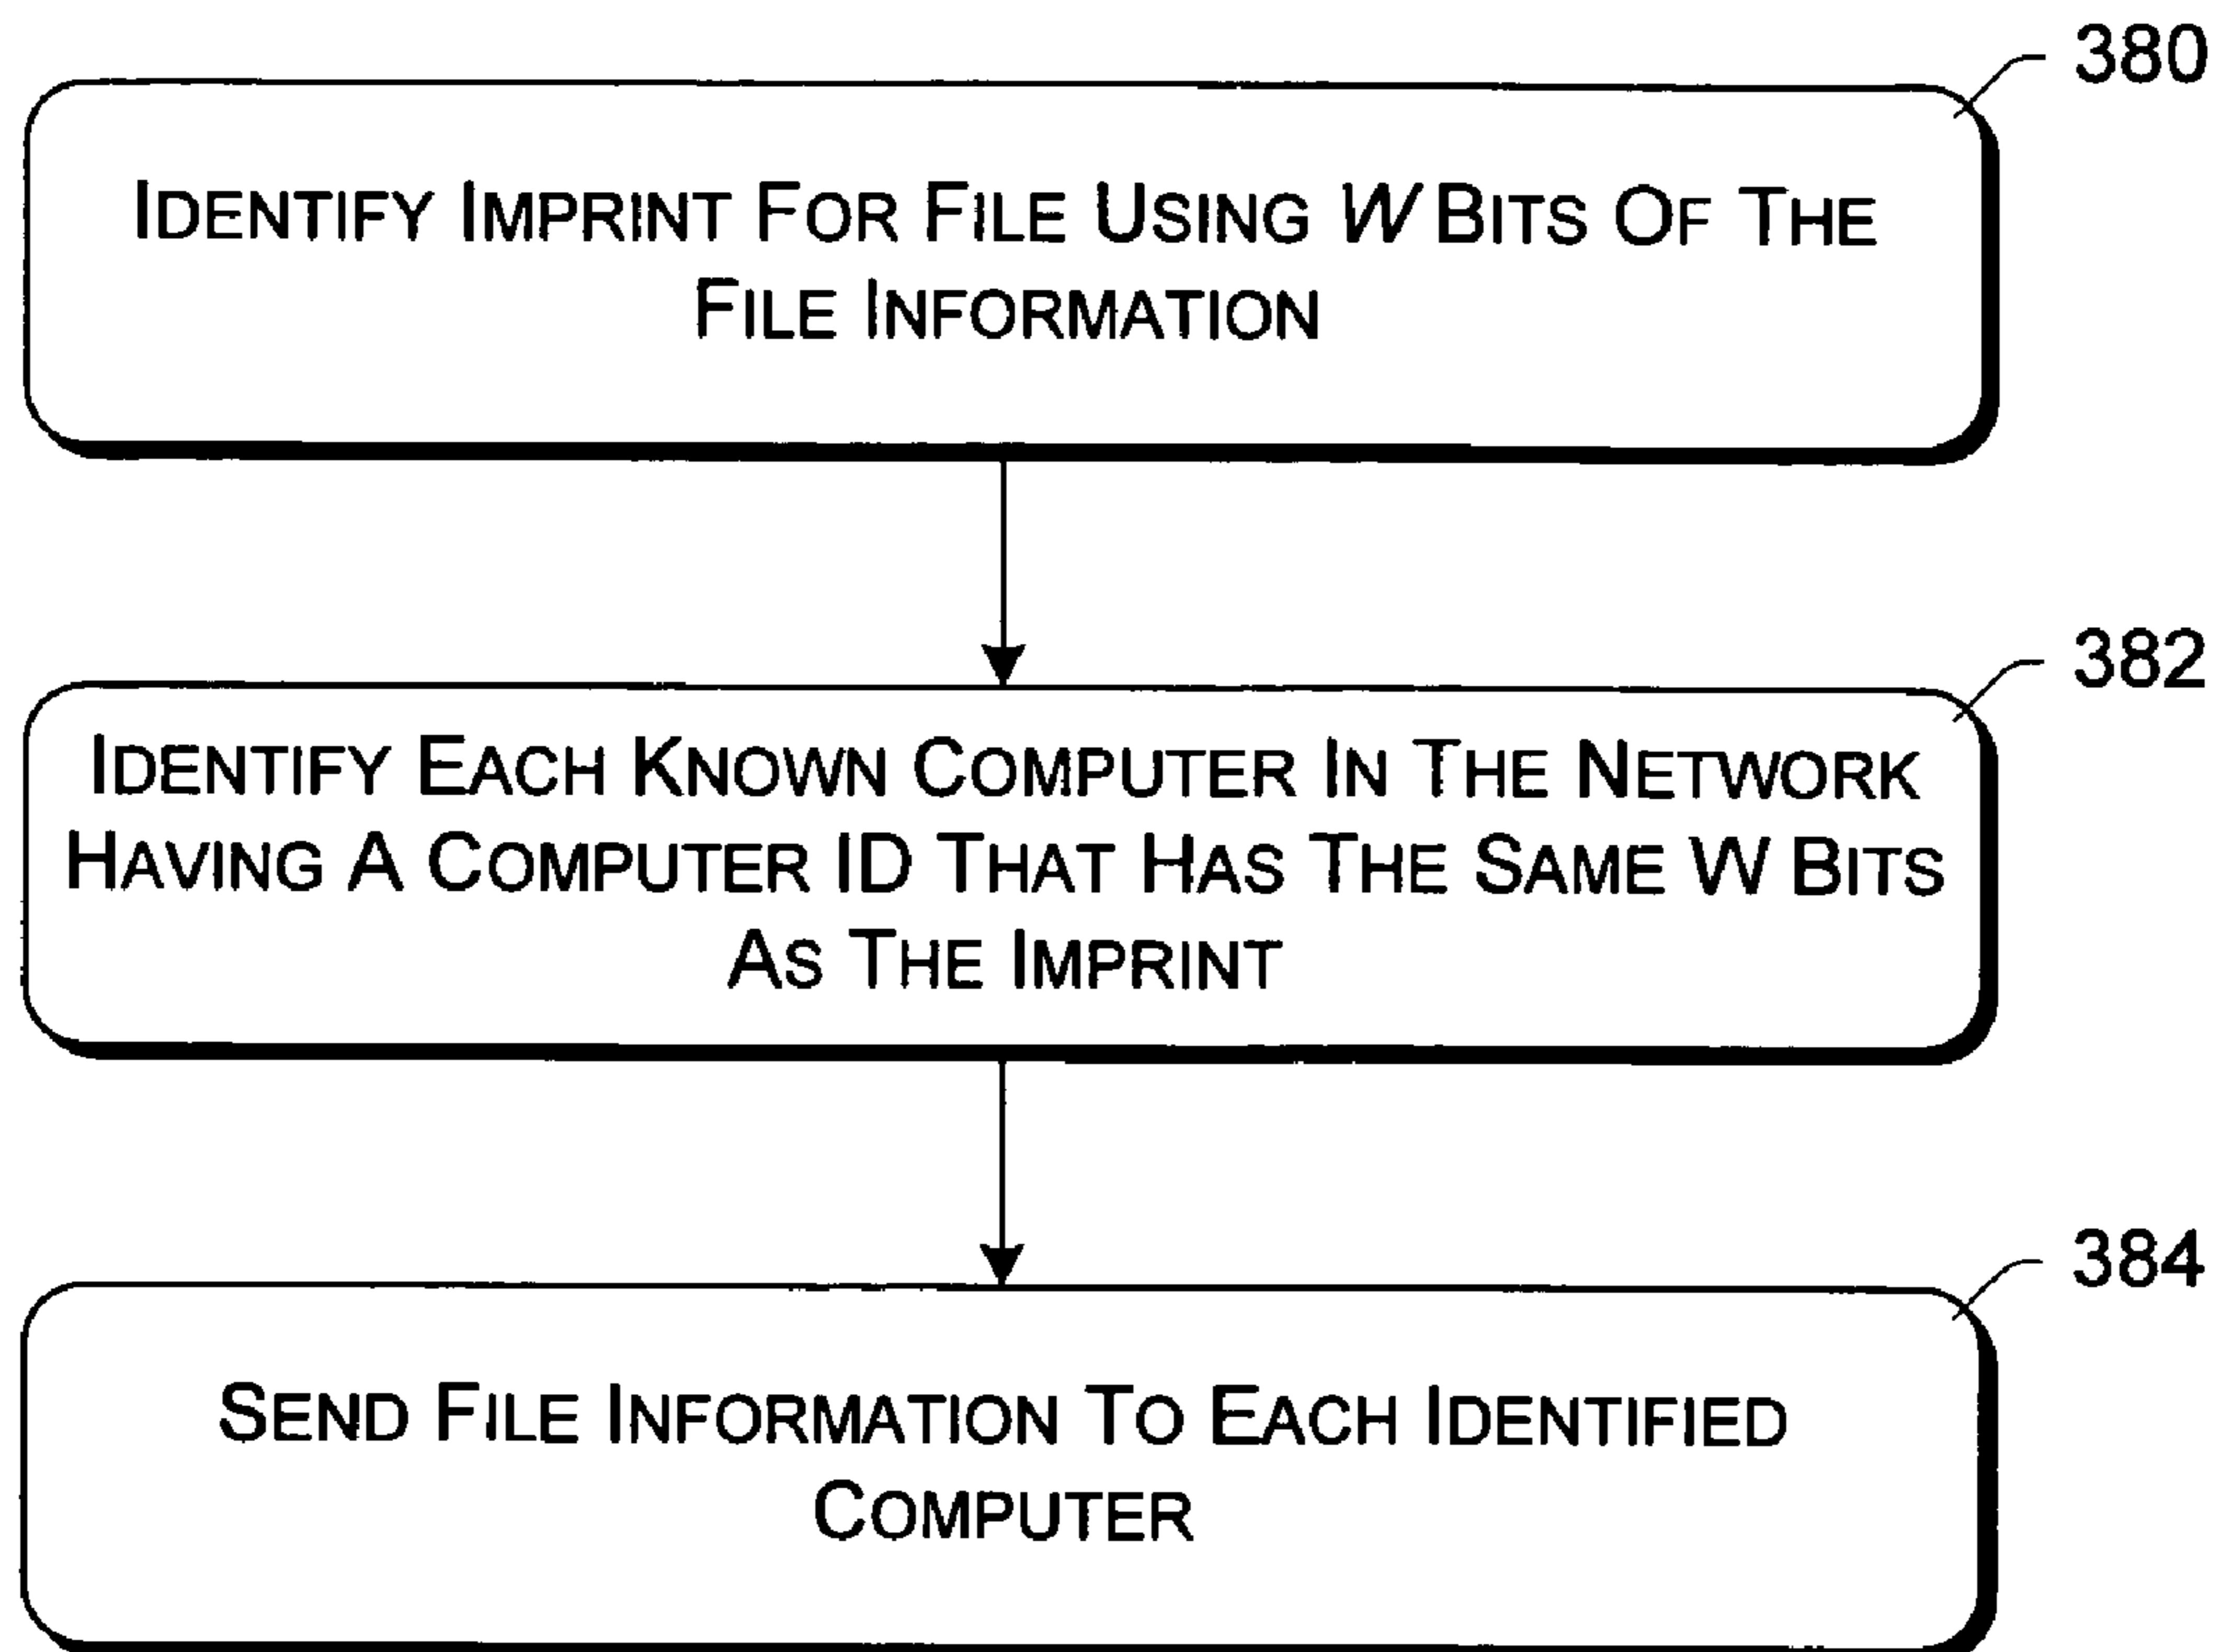 380
IDENTIFY IMPRINT FOR FILE USING W BITS OF THE
FILE INFORMATION
382
IDENTIFY EACH KNOWN COMPUTER IN THE NETWORK
HAVING A COMPUTER ID THAT HAS THE SAME W BITS
AS THE IMPRINT
384
SEND FILE INFORMATION TO EACH IDENTIFIED
COMPUTER